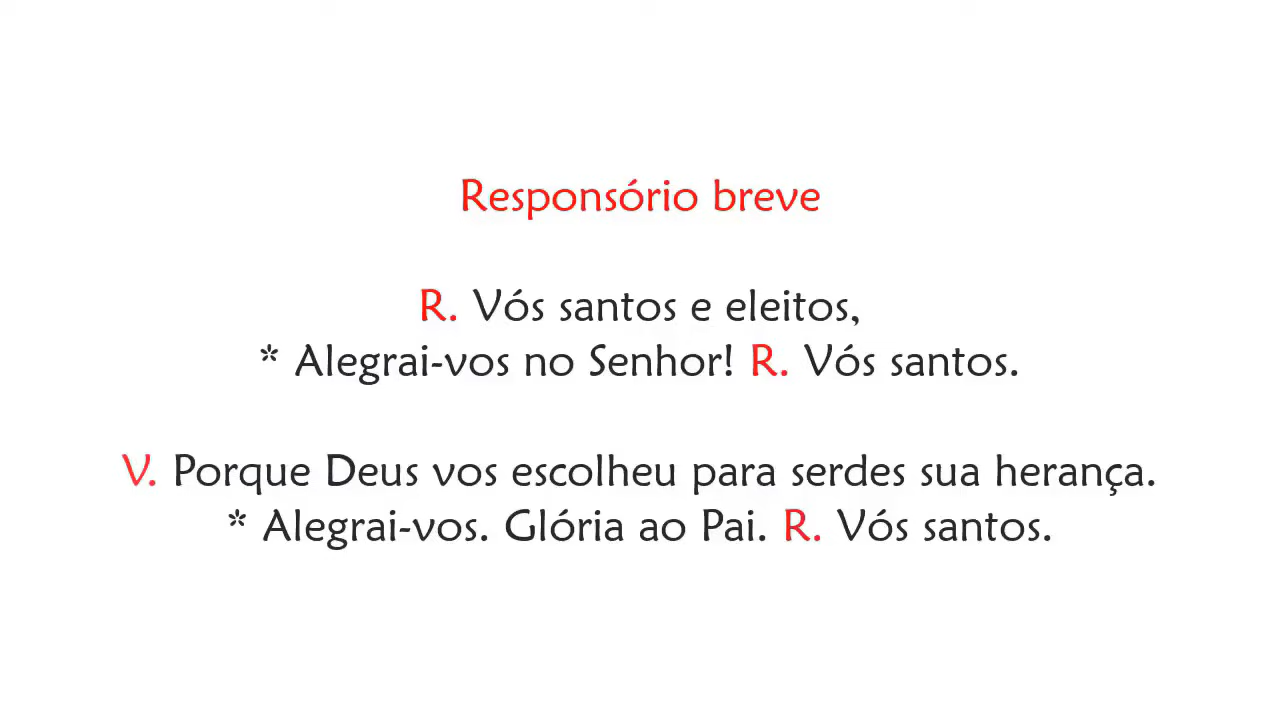 Responsório breve
R. Vós santos e eleitos,
* Alegrai-vos no Senhor! R. Vós santos.
V. Porque Deus vos escolheu para serdes sua herança.
* Alegrai-vos. Glória ao Pai. R. Vós santos.